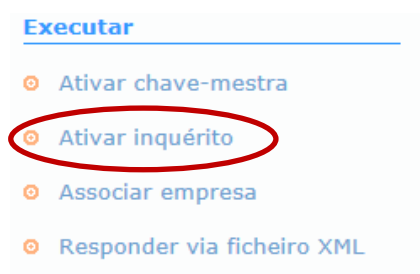 Executar
Ativar chave-mestra
Ativar inquérito
Associar empresa
Responder via ficheiro XML